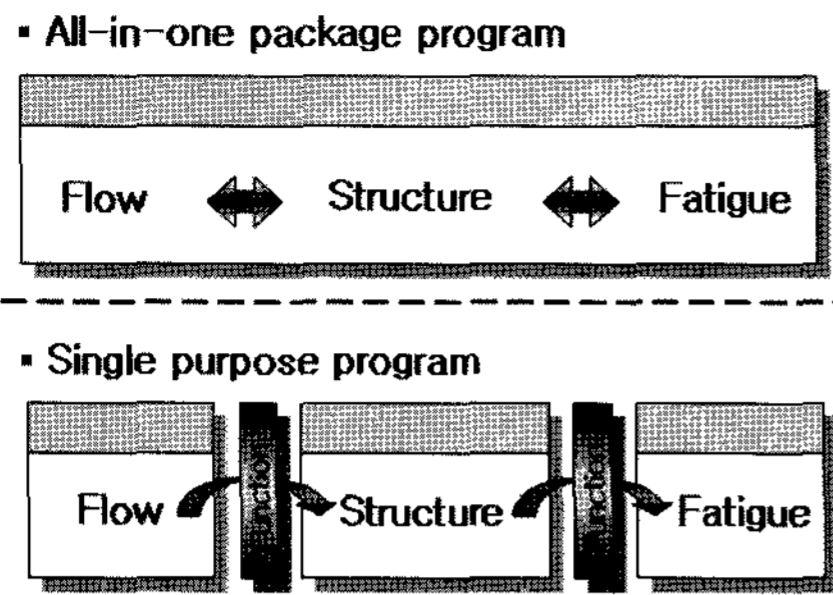 ▪ All-in-one package program
Flow Structure Fatigue
▪ Single purpose program
Flow Structure Fatigue